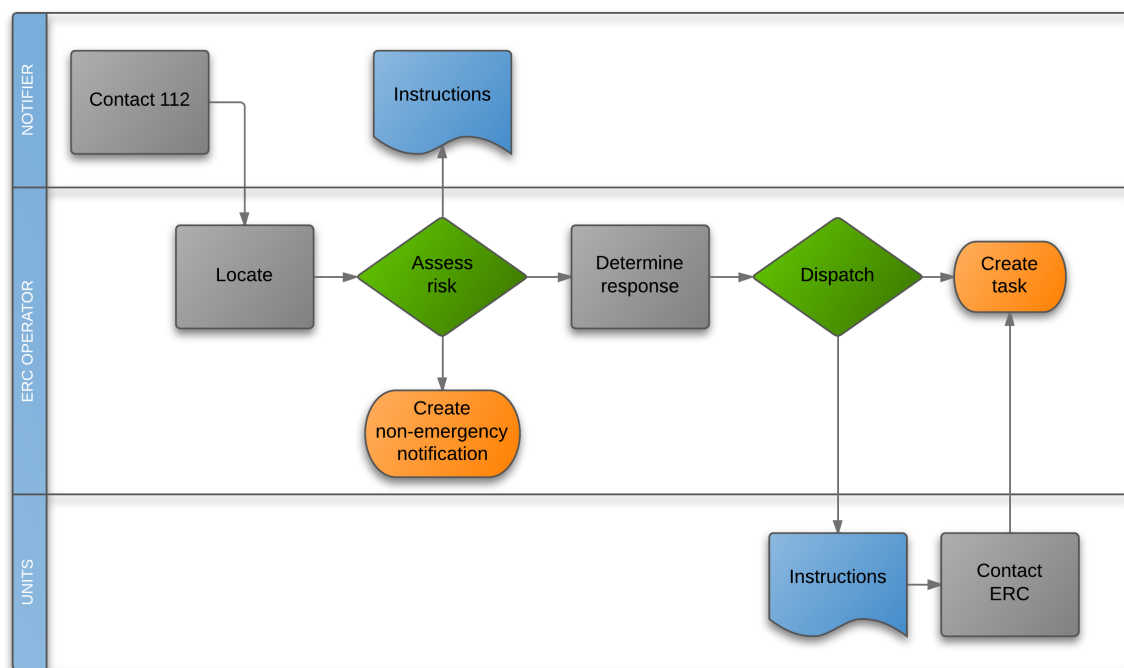 NOTIFIER
Contact 112
Instructions
ERC OPERATOR
Locate
Assess
risk
Determine
response
Dispatch
Create
task
Create
non-emergency
notification
UNITS
Instructions
Contact
ERC